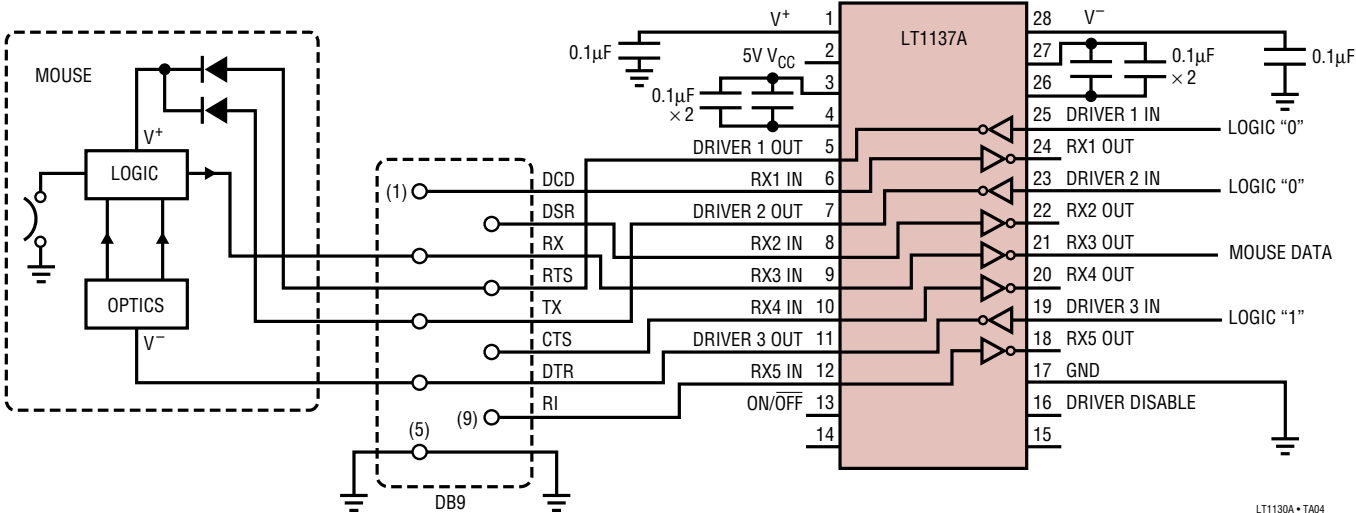 MOUSE
V+
LOGIC
OPTICS
V−
(1)
(5)
(9)
DB9
DCD
DSR
RX
RTS
TX
CTS
DTR
RI
0.1µF
V+ 1
5V VCC 2
0.1µF
× 2
3
4
DRIVER 1 OUT 5
RX1 IN 6
DRIVER 2 OUT 7
RX2 IN 8
RX3 IN 9
RX4 IN 10
DRIVER 3 OUT 11
RX5 IN 12
ON/OFF 13
14
LT1137A
28 V−
0.1µF
27
0.1µF
× 2
26
25 DRIVER 1 IN LOGIC “0”
24 RX1 OUT
23 DRIVER 2 IN LOGIC “0”
22 RX2 OUT
21 RX3 OUT MOUSE DATA
20 RX4 OUT
19 DRIVER 3 IN LOGIC “1”
18 RX5 OUT
17 GND
16 DRIVER DISABLE
15
LT1130A • TA04